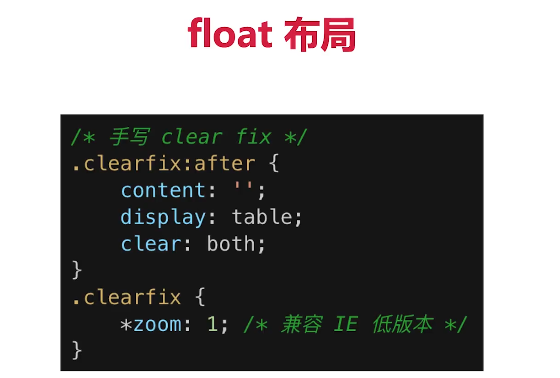 float 布局
/* 手写 clear fix */
.clearfix:after {
    content: '';
    display: table;
    clear: both;
}
.clearfix {
    *zoom: 1; /* 兼容 IE 低版本 */
}